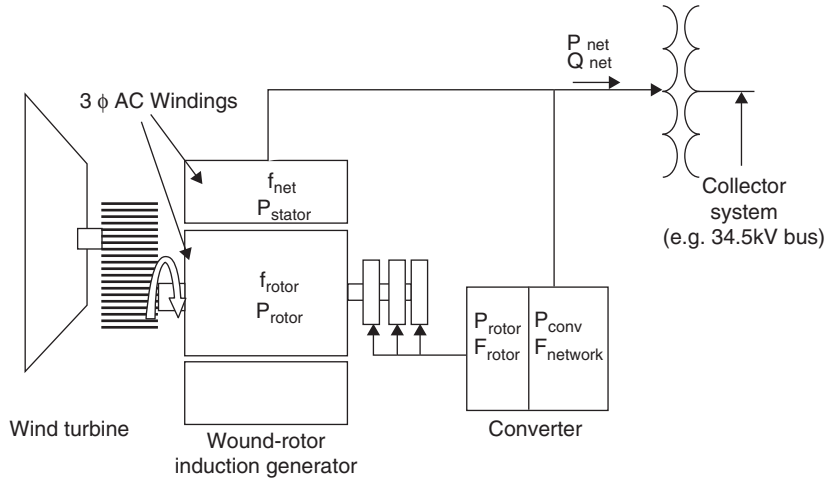 P net
Q net
3 ϕ AC Windings
f net
P stator
Collector
system
(e.g. 34.5kV bus)
f rotor
P rotor
P rotor
F rotor
P conv
F network
Wind turbine
Wound-rotor
induction generator
Converter